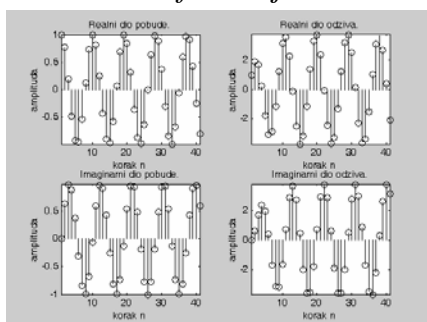 Realni dio pobude.
amplituda
1
0.5
0
-0.5
10 20 30 40
korak n
Realni dio odziva.
amplituda
2
0
-2
10 20 30 40
korak n
Imaginarni dio pobude.
amplituda
0.5
0
-0.5
-1
10 20 30 40
korak n
Imaginarni dio odziva.
amplituda
2
0
-2
10 20 30 40
korak n